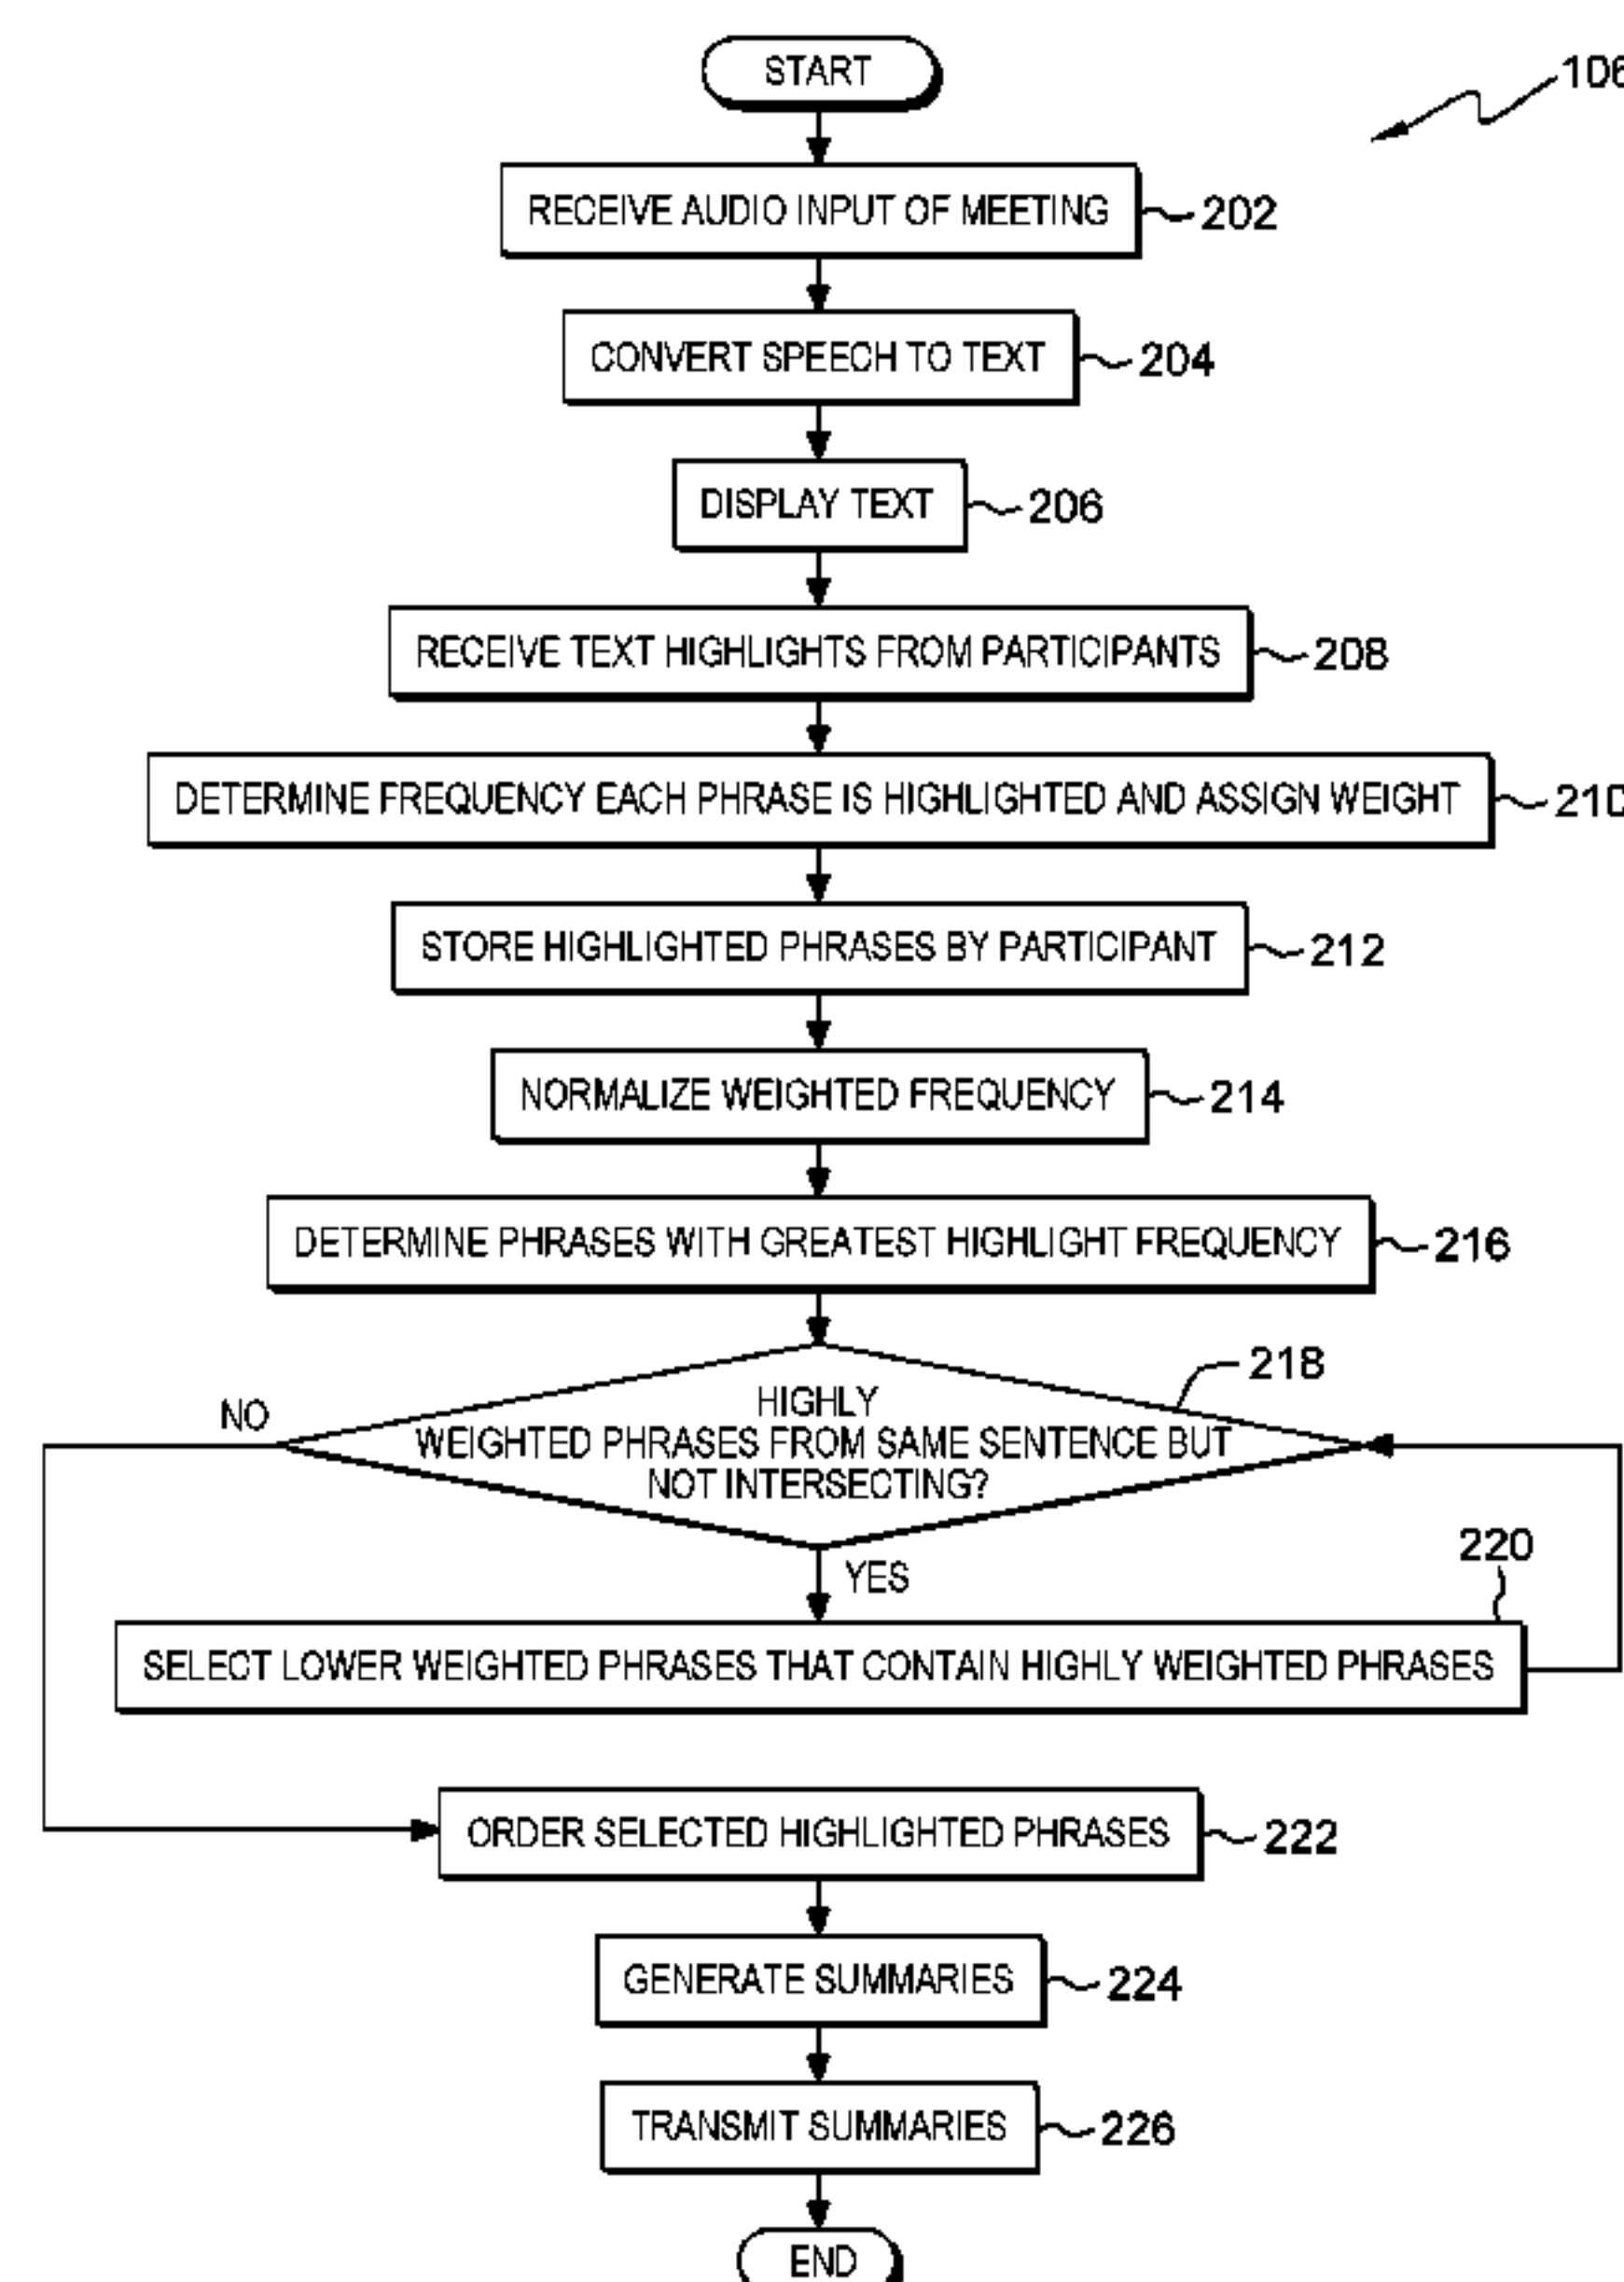 START
106
RECEIVE AUDIO INPUT OF MEETING
202
CONVERT SPEECH TO TEXT
204
DISPLAY TEXT
206
RECEIVE TEXT HIGHLIGHTS FROM PARTICIPANTS
208
DETERMINE FREQUENCY EACH PHRASE IS HIGHLIGHTED AND ASSIGN WEIGHT
210
STORE HIGHLIGHTED PHRASES BY PARTICIPANT
212
NORMALIZE WEIGHTED FREQUENCY
214
DETERMINE PHRASES WITH GREATEST HIGHLIGHT FREQUENCY
216
218
NO
HIGHLY
WEIGHTED PHRASES FROM SAME SENTENCE BUT
NOT INTERSECTING?
220
YES
SELECT LOWER WEIGHTED PHRASES THAT CONTAIN HIGHLY WEIGHTED PHRASES
ORDER SELECTED HIGHLIGHTED PHRASES
222
GENERATE SUMMARIES
224
TRANSMIT SUMMARIES
226
END